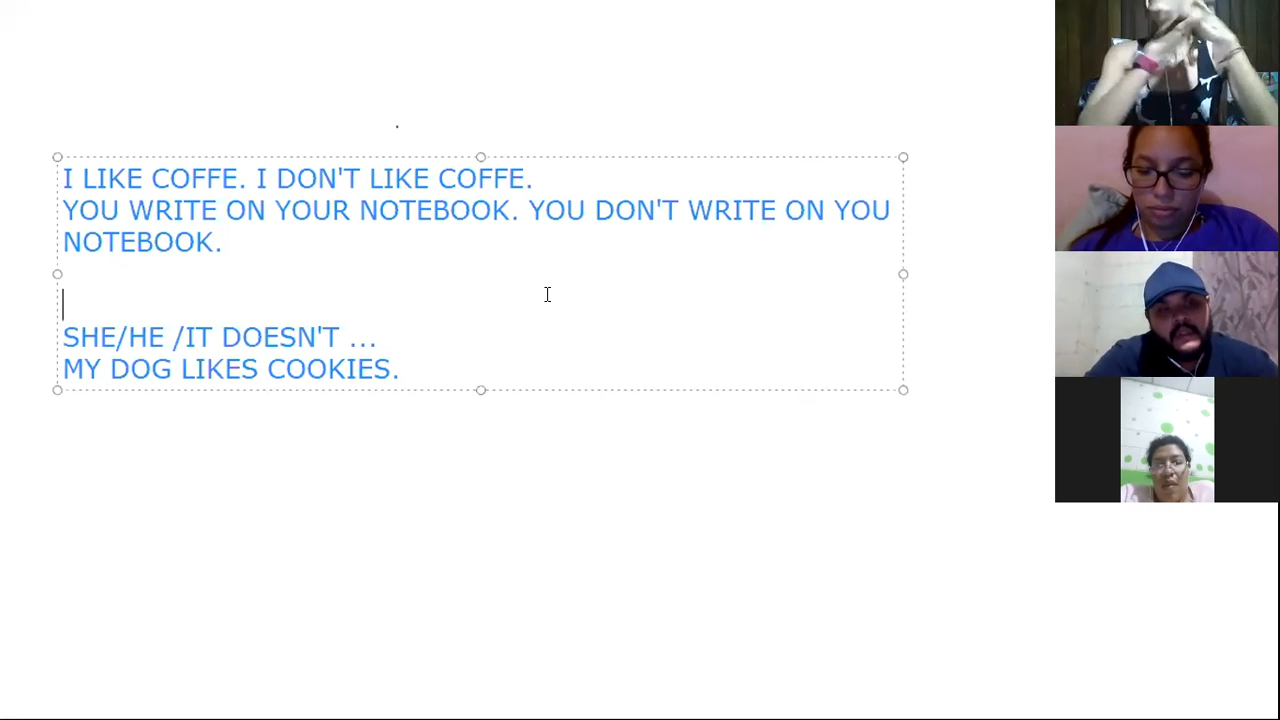 I LIKE COFFE. I DON'T LIKE COFFE.
YOU WRITE ON YOUR NOTEBOOK. YOU DON'T WRITE ON YOU
NOTEBOOK.
SHE/HE /IT DOESN'T ...
MY DOG LIKES COOKIES.